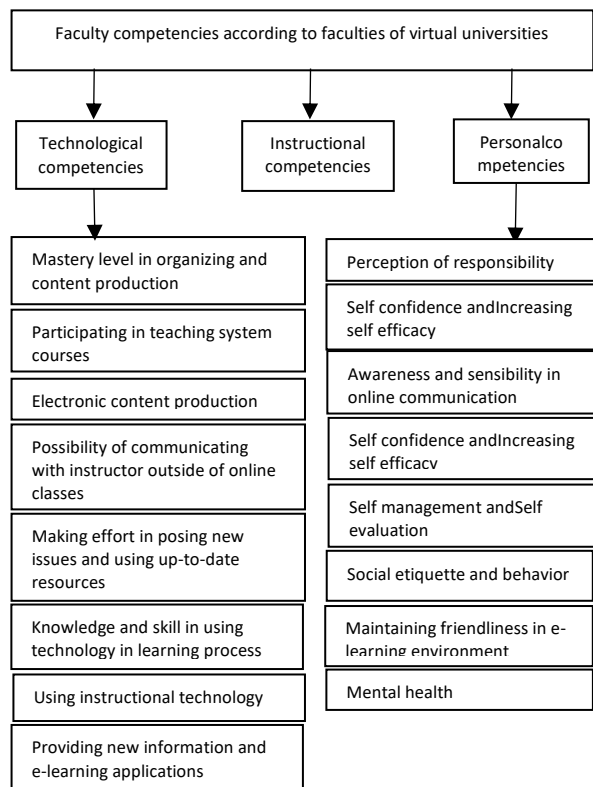 Faculty competencies according to faculties of virtual universities
Technological
competencies
Instructional
competencies
Personalco
mpetencies
Mastery level in organizing and
content production
Participating in teaching system
courses
Electronic content production
Possibility of communicating
with instructor outside of online
classes
Making effort in posing new
issues and using up-to-date
resources
Knowledge and skill in using
technology in learning process
Using instructional technology
Providing new information and
e-learning applications
Perception of responsibility
Self confidence andIncreasing
self efficacy
Awareness and sensibility in
online communication
Self confidence andIncreasing
self efficacy
Self management andSelf
evaluation
Social etiquette and behavior
Maintaining friendliness in e-
learning environment
Mental health